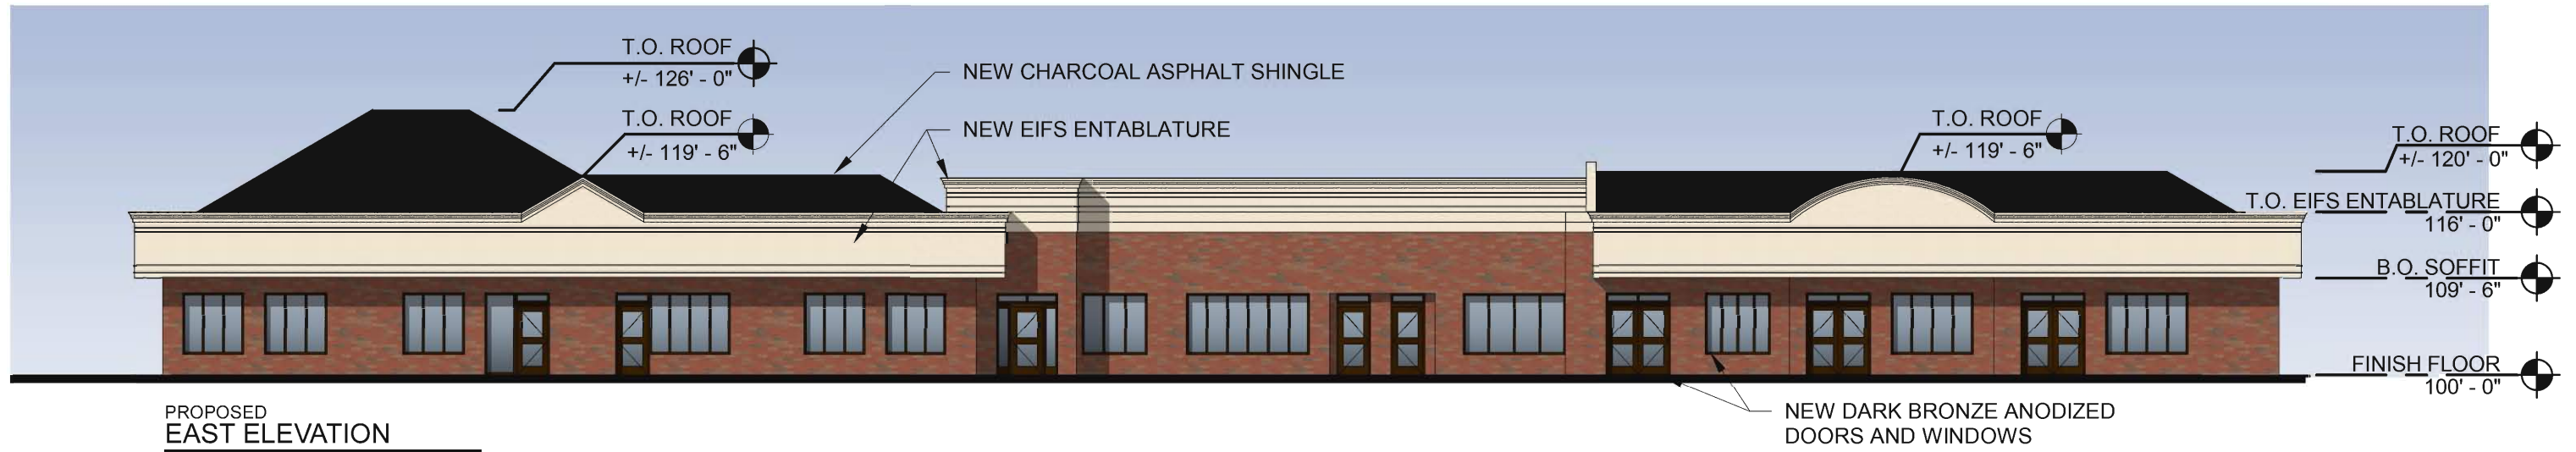 T.O. ROOF
+/- 126' - 0"
T.O. ROOF
+/- 119' - 6"
NEW CHARCOAL ASPHALT SHINGLE
NEW EIFS ENTABLATURE
T.O. ROOF
+/- 119' - 6"
T.O. ROOF
+/- 120' - 0"
T.O. EIFS ENTABLATURE
116' - 0"
B.O. SOFFIT
109' - 6"
FINISH FLOOR
100' - 0"
NEW DARK BRONZE ANODIZED
DOORS AND WINDOWS
PROPOSED
EAST ELEVATION